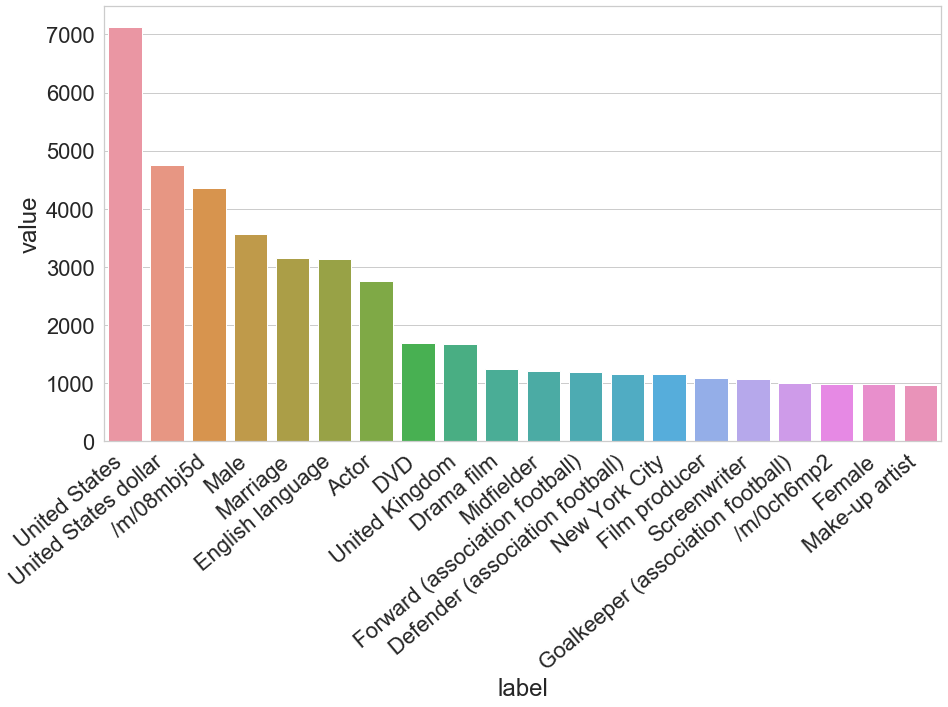 7000
6000
5000
4000
3000
2000
1000
0
value
United States
United States dollar
/m/08mbj5d
Male
Marriage
English language
Actor
DVD
United Kingdom
Drama film
Midfielder
Forward (association football)
Defender (association football)
New York City
Film producer
Screenwriter
Goalkeeper (association football)
/m/0ch6mp2
Female
Make-up artist
label